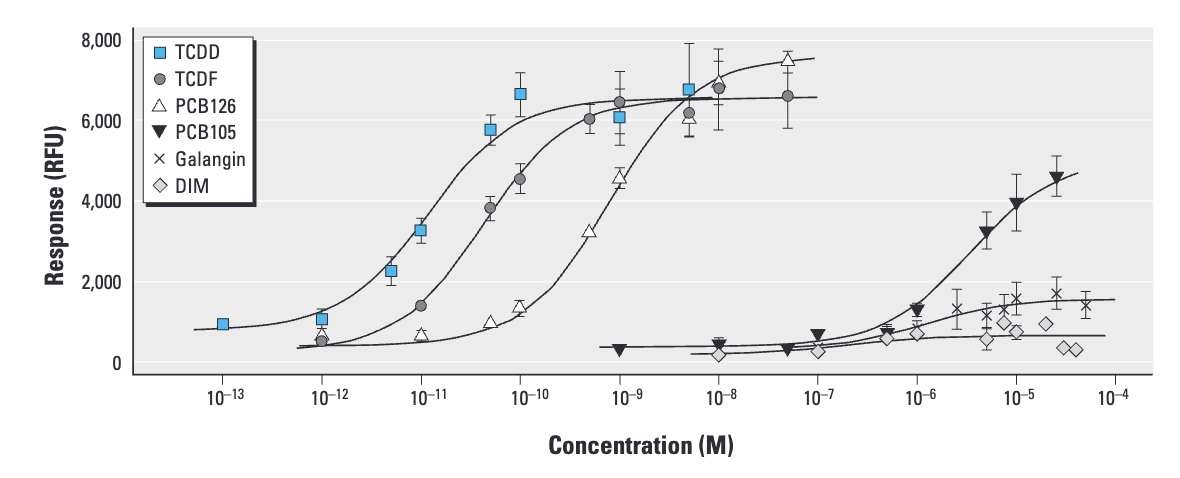 8,000
6,000
4,000
2,000
0
Response (RFU)
TCDD
TCDF
PCB126
PCB105
Galangin
DIM
10–13
10–12
10–11
10–10
10–9
10–8
10–7
10–6
10–5
10–4
Concentration (M)